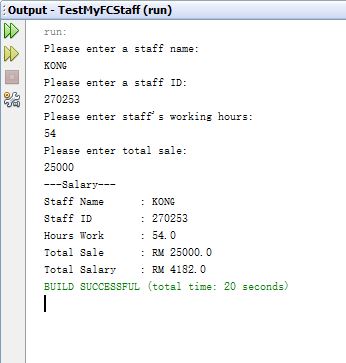 Output - TestMyFCStaff (run)
run:
Please enter a staff name:
KONG
Please enter a staff ID:
270253
Please enter staff's working hours:
54
Please enter total sale:
25000
---Salary---
Staff Name : KONG
Staff ID : 270253
Hours Work : 54.0
Total Sale : RM 25000.0
Total Salary : RM 4182.0
BUILD SUCCESSFUL (total time: 20 seconds)